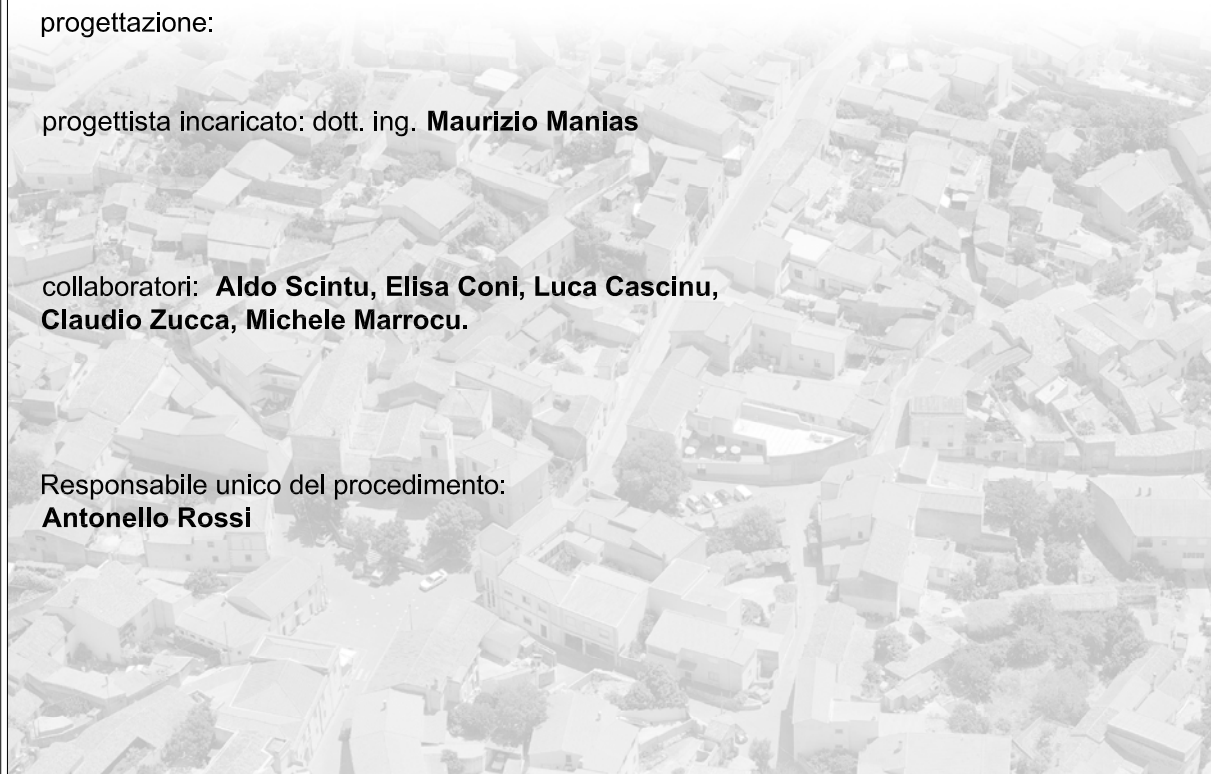 progettazione:
progettista incaricato: dott. ing. Maurizio Manias
collaboratori: Aldo Scintu, Elisa Coni, Luca Cascinu,
Claudio Zucca, Michele Marrocu.
Responsabile unico del procedimento:
Antonello Rossi